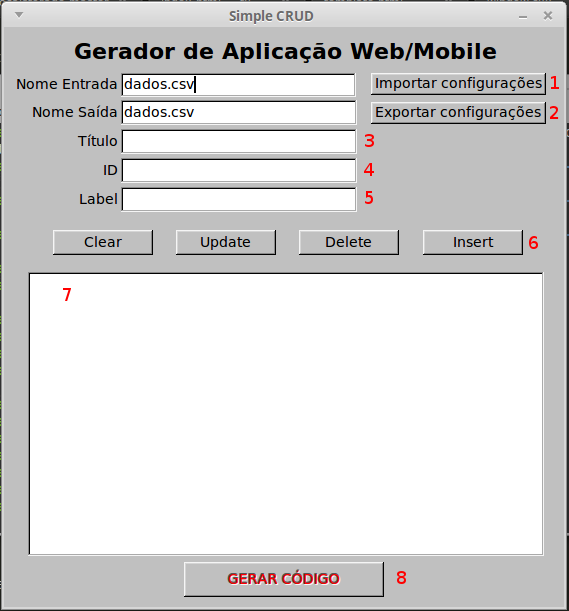 Simple CRUD
Gerador de Aplicação Web/Mobile
Nome Entrada dados.csv Importar configurações 1
Nome Saída dados.csv Exportar configurações 2
Título 3
ID 4
Label 5
Clear Update Delete Insert 6
7
GERAR CÓDIGO 8